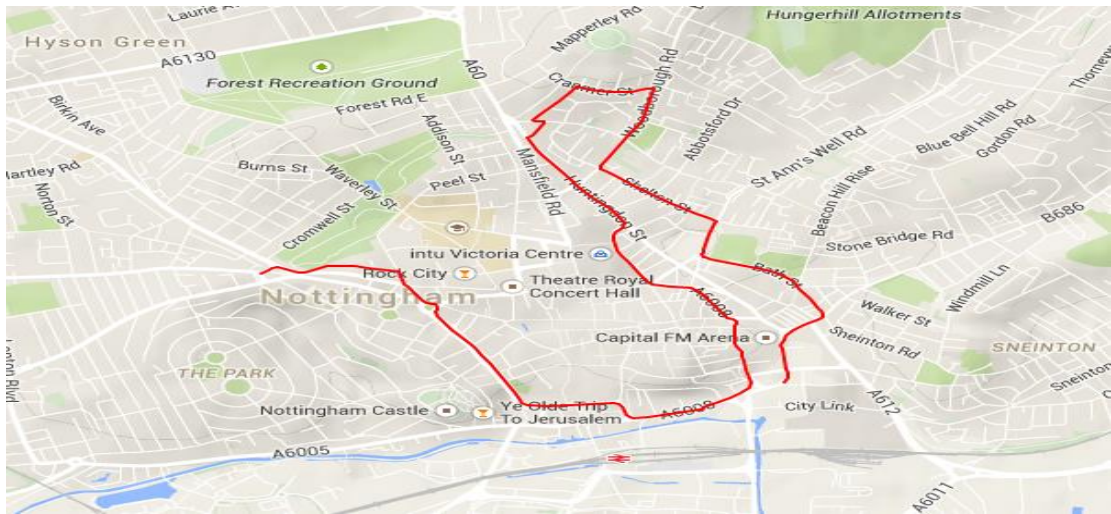 Laurie A
Hungerhill Allotments
Hyson Green
Mapperley Rd
A6130
A60
Thornew
Forest Recreation Ground
Cranmer St
Woodborough Rd
Forest Rd E
Birkin Ave
Addison St
Abbotsford Dr
Blue Bell Hill Rd
Gordon Rd
Mansfield Rd
St Ann's Well Rd
Hartley Rd
Burns St
Waverley St
Peel St
Huntingdon St
Shelton St
Beacon Hill Rise
Norton St
Cromwell St
B686
Stone Bridge Rd
intu Victoria Centre
Rock City
Theatre Royal
Concert Hall
Bath St
Windmill Ln
Nottingham
A6008
Walker St
Capital FM Arena
Sneinton Rd
SNEINTON
THE PARK
Lenton Blvd
Sneinton
Nottingham Castle
Ye Olde Trip
To Jerusalem
A6008
City Link
A612
A6005
A6011